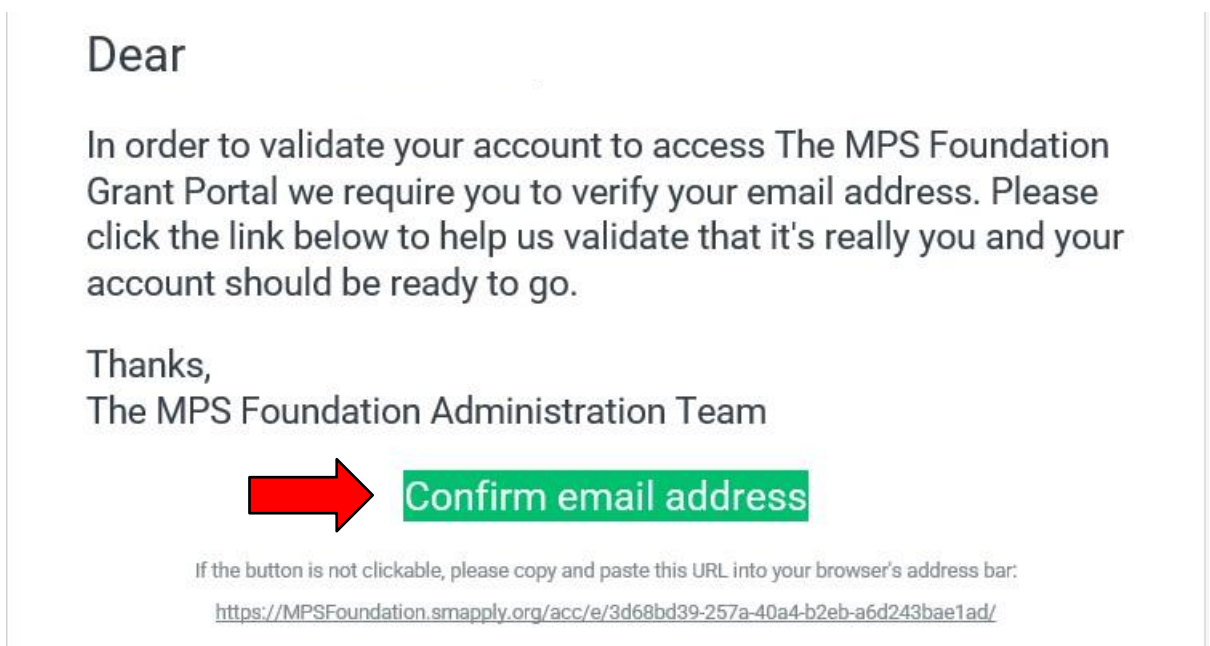 Dear
In order to validate your account to access The MPS Foundation
Grant Portal we require you to verify your email address. Please
click the link below to help us validate that it's really you and your
account should be ready to go.
Thanks,
The MPS Foundation Administration Team
Confirm email address
If the button is not clickable, please copy and paste this URL into your browser's address bar:
https://MPSFoundation.smapply.org/acc/e/3d68bd39-257a-40a4-b2eb-a6d243bae1ad/